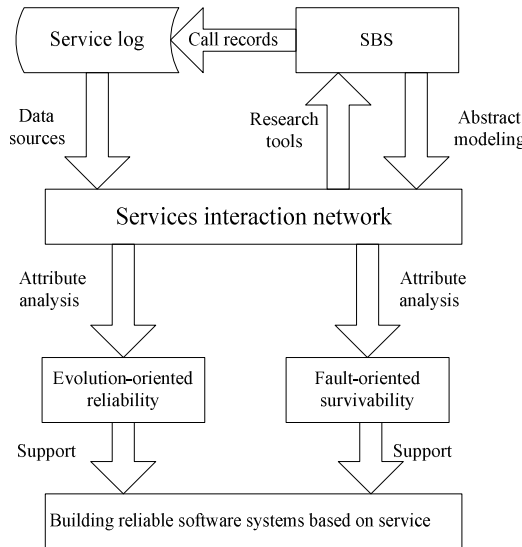 Service log
Call records
SBS
Data
sources
Research
tools
Abstract
modeling
Services interaction network
Attribute
analysis
Attribute
analysis
Evolution-oriented
reliability
Fault-oriented
survivability
Support
Support
Building reliable software systems based on service